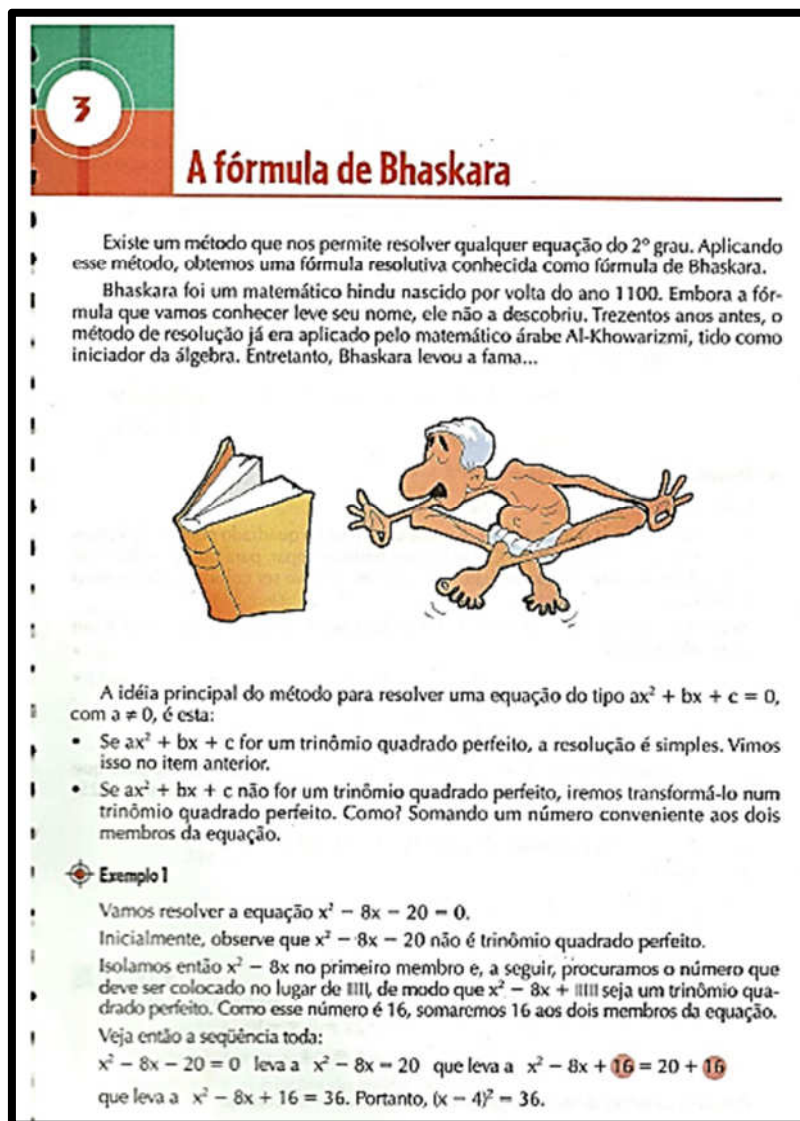 3
A fórmula de Bhaskara
Existe um método que nos permite resolver qualquer equação do 2º grau. Aplicando
esse método, obtemos uma fórmula resolutiva conhecida como fórmula de Bhaskara.
Bhaskara foi um matemático hindu nascido por volta do ano 1100. Embora a fór-
mula que vamos conhecer leve seu nome, ele não a descobriu. Trezentos anos antes, o
método de resolução já era aplicado pelo matemático árabe Al-Khowarizmi, tido como
iniciador da álgebra. Entretanto, Bhaskara levou a fama...
A idéia principal do método para resolver uma equação do tipo ax² + bx + c = 0,
com a ≠ 0, é esta:
• Se ax² + bx + c for um trinômio quadrado perfeito, a resolução é simples. Vimos
isso no item anterior.
• Se ax² + bx + c não for um trinômio quadrado perfeito, iremos transformá-lo num
trinômio quadrado perfeito. Como? Somando um número conveniente aos dois
membros da equação.
Exemplo 1
Vamos resolver a equação x² − 8x − 20 = 0.
Inicialmente, observe que x² − 8x − 20 não é trinômio quadrado perfeito.
Isolamos então x² − 8x no primeiro membro e, a seguir, procuramos o número que
deve ser colocado no lugar de IIII, de modo que x² − 8x + IIIII seja um trinômio qua-
drado perfeito. Como esse número é 16, somaremos 16 aos dois membros da equação.
Veja então a seqüência toda:
x² − 8x − 20 = 0 leva a x² − 8x = 20 que leva a x² − 8x + 16 = 20 + 16
que leva a x² − 8x + 16 = 36. Portanto, (x − 4)² = 36.